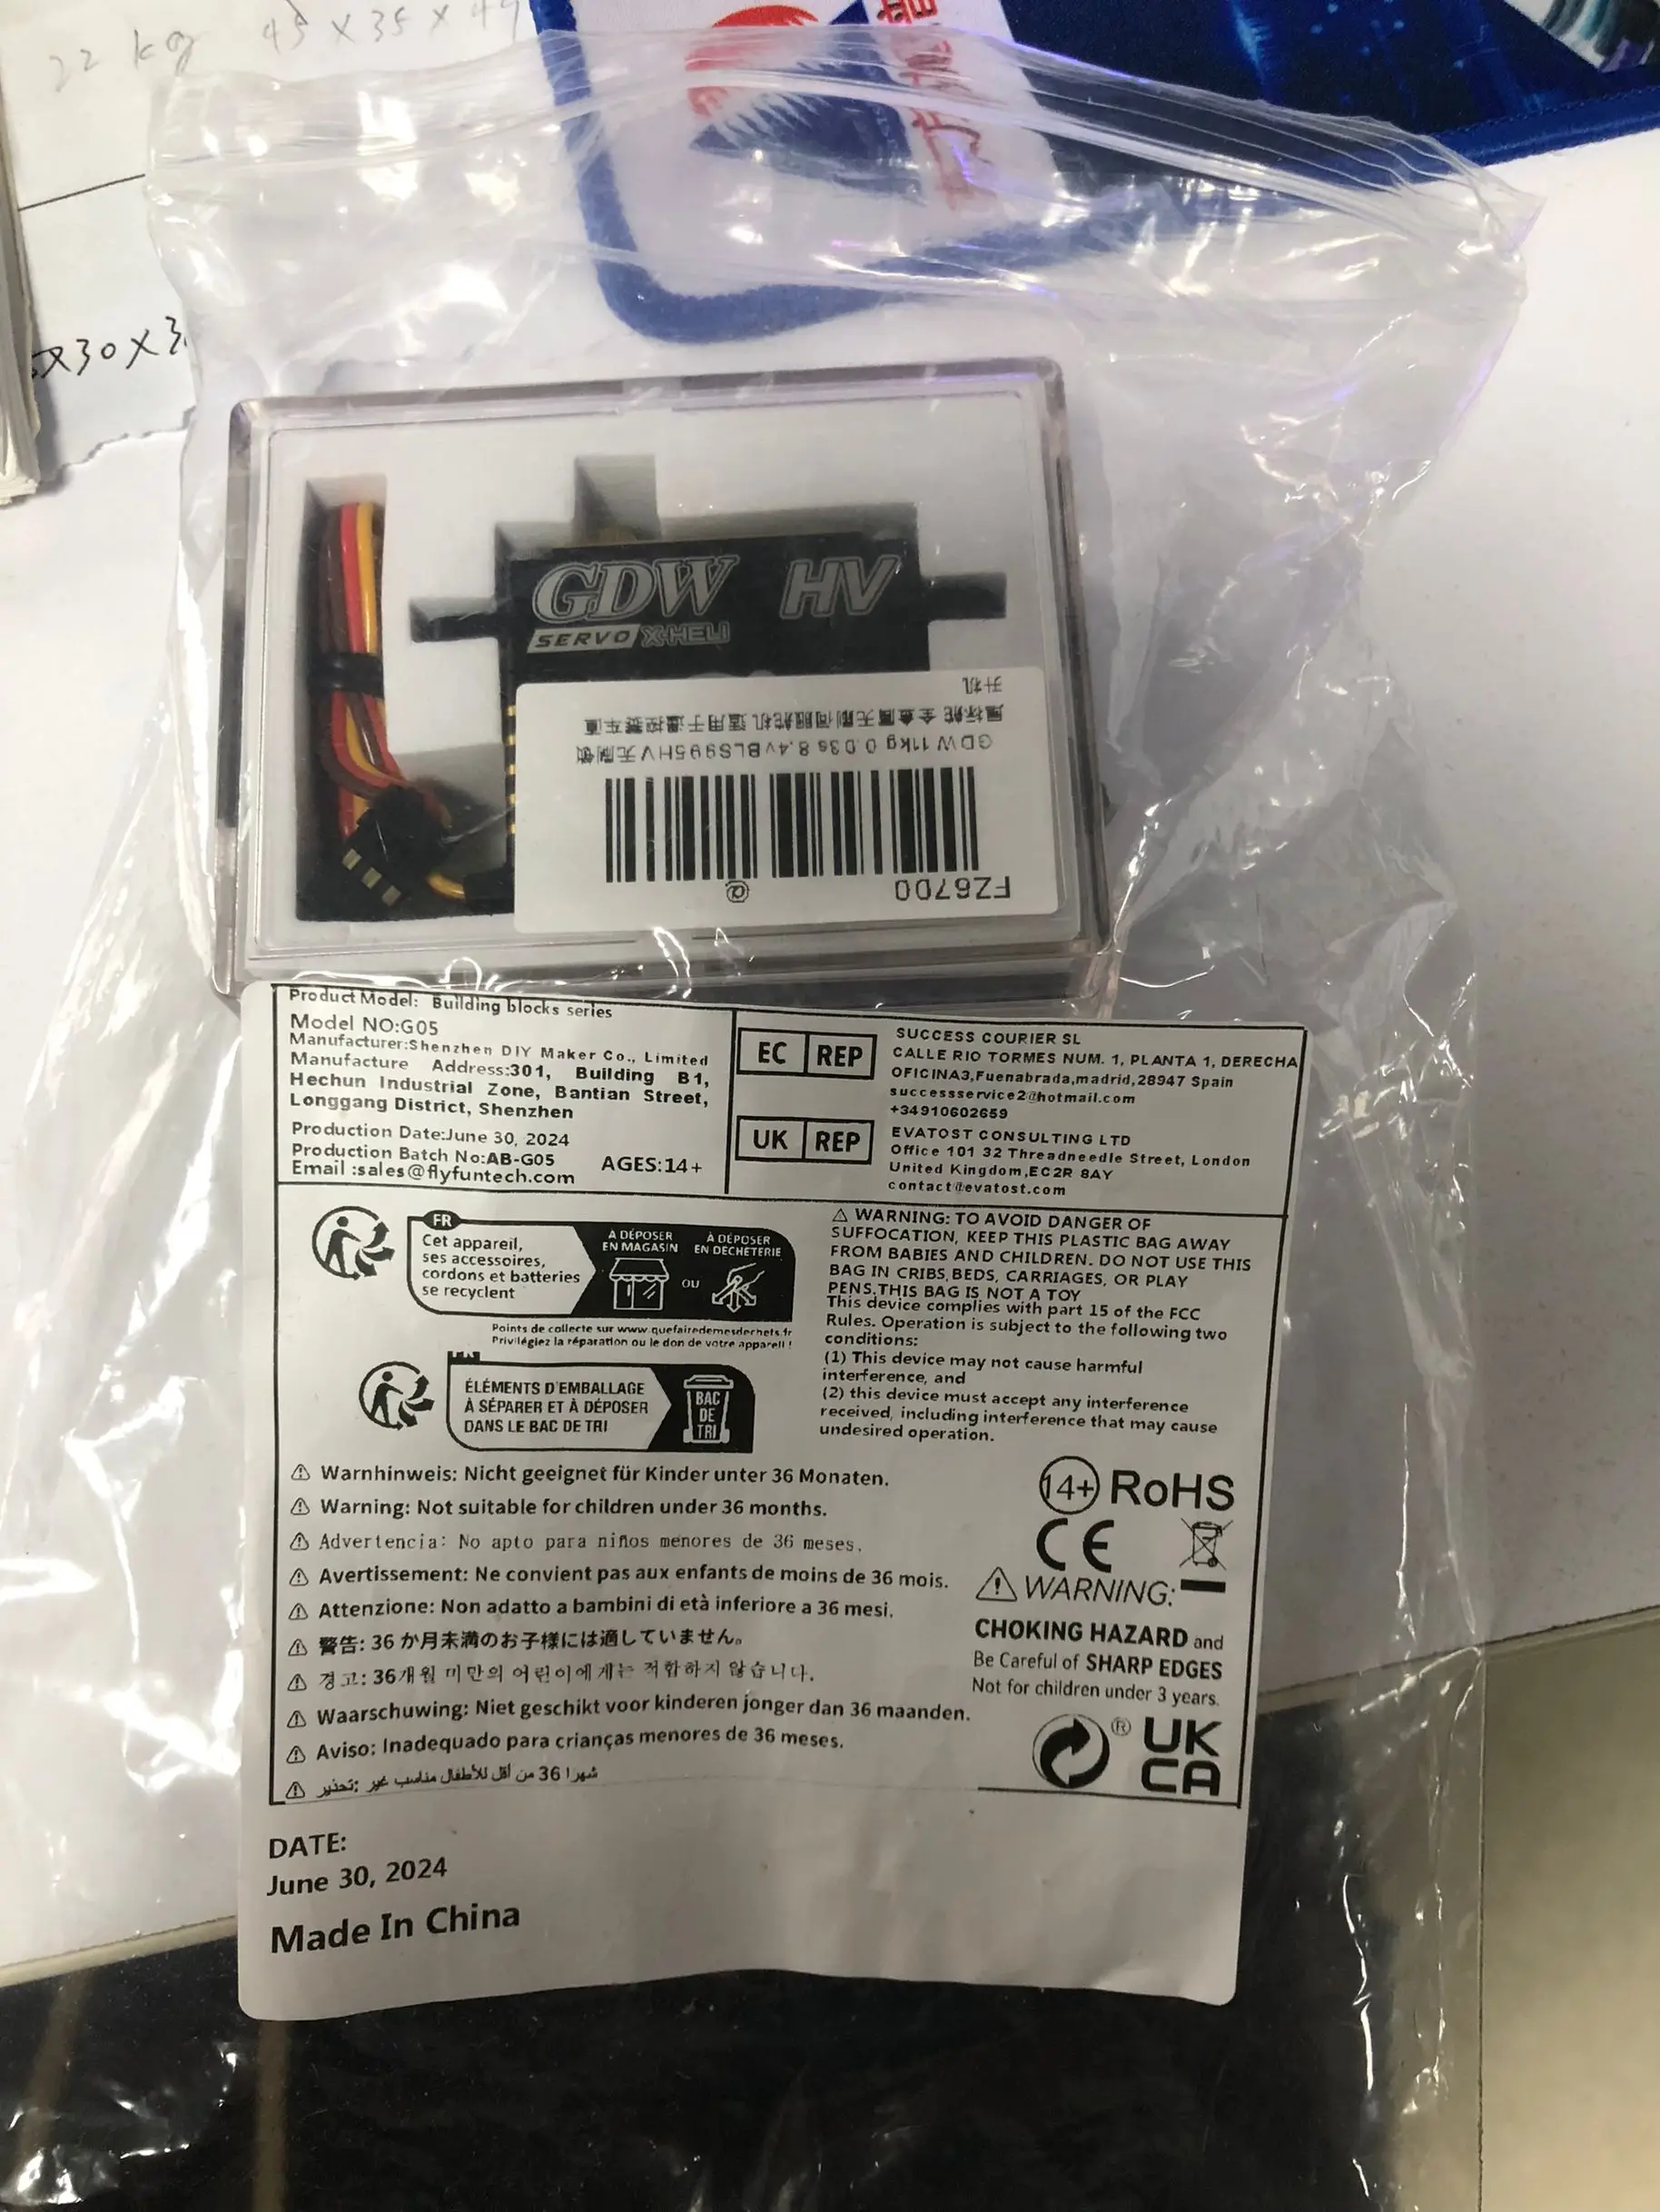 22 kg 45 X 35 X 49
X30X3
GDW HV
SERVO X-HELI
FZ6700
@
GDW 11kg 0.03s 8.4vBLS995HV无刷锁
尾标舵 全金属无刷伺服舵机 适用于遥控赛车直
升机
Product Model: Building blocks series
Model NO:G05
Manufacturer:Shenzhen DIY Maker Co., Limited
Manufacture Address:301, Building B1,
Hechun Industrial Zone, Bantian Street,
Longgang District, Shenzhen
Production Date:June 30, 2024
Production Batch No:AB-G05
Email :sales@flyfuntech.com
AGES:14+
EC REP
SUCCESS COURIER SL
CALLE RIO TORMES NUM. 1, PLANTA 1, DERECHA
OFICINA3,Fuenabrada,madrid,28947 Spain
successservice2@hotmail.com
+34910602659
UK REP
EVATOST CONSULTING LTD
Office 101 32 Threadneedle Street, London
United Kingdom,EC2R 8AY
contact@evatost.com
FR
Cet appareil,
ses accessoires,
cordons et batteries
se recyclent
À DÉPOSER
EN MAGASIN
OU
À DÉPOSER
EN DÉCHÈTERIE
Points de collecte sur www.quefairedemesdechets.fr
Privilégiez la réparation ou le don de votre appareil !
ÉLÉMENTS D'EMBALLAGE
À SÉPARER ET À DÉPOSER
DANS LE BAC DE TRI
BAC
DE
TRI
⚠ WARNING: TO AVOID DANGER OF
SUFFOCATION, KEEP THIS PLASTIC BAG AWAY
FROM BABIES AND CHILDREN. DO NOT USE THIS
BAG IN CRIBS,BEDS, CARRIAGES, OR PLAY
PENS.THIS BAG IS NOT A TOY
This device complies with part 15 of the FCC
Rules. Operation is subject to the following two
conditions:
(1) This device may not cause harmful
interference, and
(2) this device must accept any interference
received, including interference that may cause
undesired operation.
⚠ Warnhinweis: Nicht geeignet für Kinder unter 36 Monaten.
⚠ Warning: Not suitable for children under 36 months.
⚠ Advertencia: No apto para niños menores de 36 meses.
⚠ Avertissement: Ne convient pas aux enfants de moins de 36 mois.
⚠ Attenzione: Non adatto a bambini di età inferiore a 36 mesi.
⚠ 警告: 36 か月未満のお子様には適していません。
⚠ 경고: 36개월 미만의 어린이에게는 적합하지 않습니다.
⚠ Waarschuwing: Niet geschikt voor kinderen jonger dan 36 maanden.
⚠ Aviso: Inadequado para crianças menores de 36 meses.
⚠ تحذير: غير مناسب للأطفال أقل من 36 شهرا
14+ RoHS
CE
⚠ WARNING:
CHOKING HAZARD and
Be Careful of SHARP EDGES
Not for children under 3 years.
® UK
CA
DATE:
June 30, 2024
Made In China